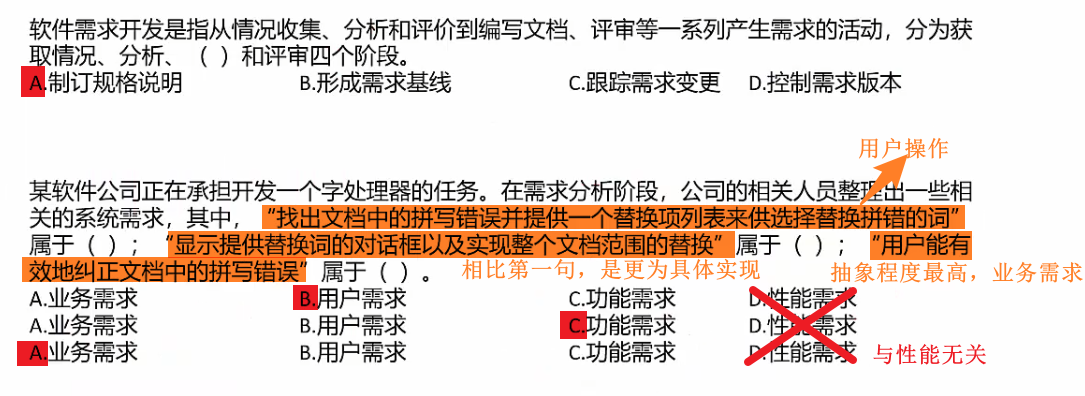 软件需求开发是指从情况收集、分析和评价到编写文档、评审等一系列产生需求的活动，分为获
取情况、分析、（ ）和评审四个阶段。
A.制订规格说明 B.形成需求基线 C.跟踪需求变更 D.控制需求版本
用户操作
某软件公司正在承担开发一个字处理器的任务。在需求分析阶段，公司的相关人员整理出一些相
关的系统需求，其中，“找出文档中的拼写错误并提供一个替换项列表来供选择替换拼错的词”
属于（ ）；“显示提供替换词的对话框以及实现整个文档范围的替换”属于（ ）；“用户能有
效地纠正文档中的拼写错误”属于（ ）。 相比第一句，是更为具体实现 抽象程度最高，业务需求
A.业务需求 B.用户需求 C.功能需求 D.性能需求
A.业务需求 B.用户需求 C.功能需求 D.性能需求
A.业务需求 B.用户需求 C.功能需求 D.性能需求 与性能无关